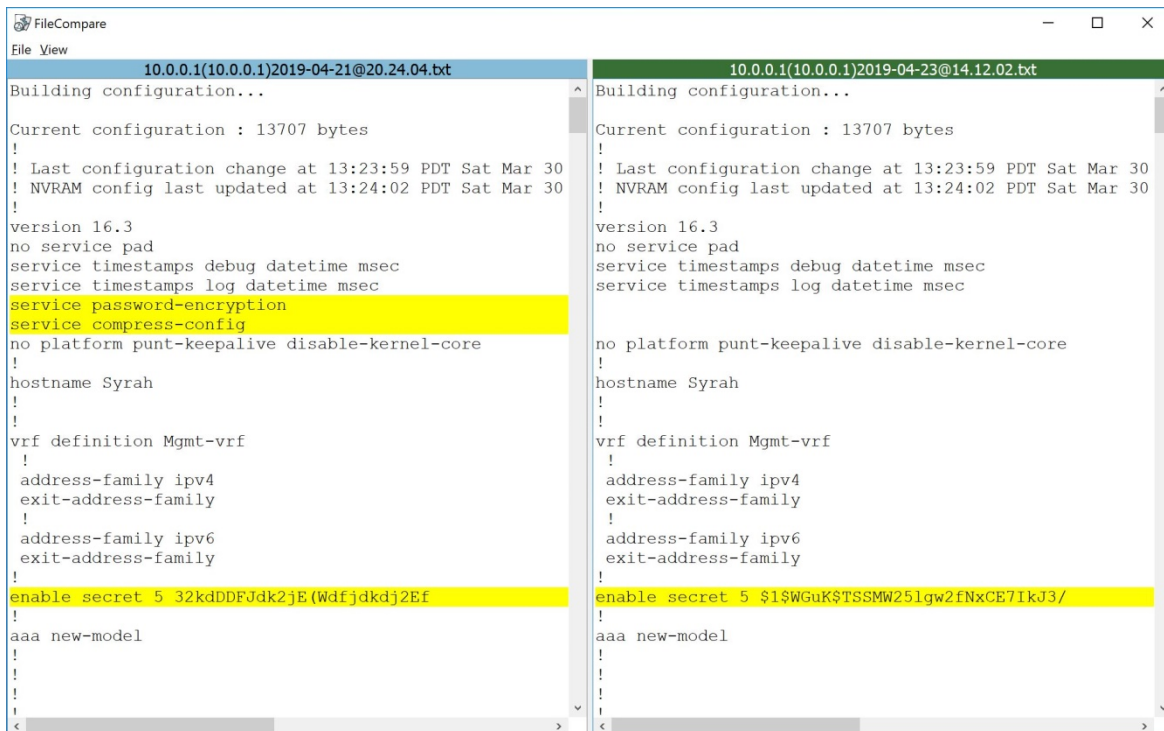 FileCompare
File View
10.0.0.1(10.0.0.1)2019-04-21@20.24.04.txt
Building configuration...
Current configuration : 13707 bytes
!
! Last configuration change at 13:23:59 PDT Sat Mar 30
! NVRAM config last updated at 13:24:02 PDT Sat Mar 30
!
version 16.3
no service pad
service timestamps debug datetime msec
service timestamps log datetime msec
service password-encryption
service compress-config
no platform punt-keepalive disable-kernel-core
!
hostname Syrah
!
!
vrf definition Mgmt-vrf
!
address-family ipv4
exit-address-family
!
address-family ipv6
exit-address-family
!
enable secret 5 32kdDDFJdk2jE(Wdfjdkdj2Ef
!
aaa new-model
!
!
!
!
10.0.0.1(10.0.0.1)2019-04-23@14.12.02.txt
Building configuration...
Current configuration : 13707 bytes
!
! Last configuration change at 13:23:59 PDT Sat Mar 30
! NVRAM config last updated at 13:24:02 PDT Sat Mar 30
!
version 16.3
no service pad
service timestamps debug datetime msec
service timestamps log datetime msec
no platform punt-keepalive disable-kernel-core
!
hostname Syrah
!
!
vrf definition Mgmt-vrf
!
address-family ipv4
exit-address-family
!
address-family ipv6
exit-address-family
!
enable secret 5 $1$WGuK$TSSMW25lgw2fNxCE7IkJ3/
!
aaa new-model
!
!
!
!